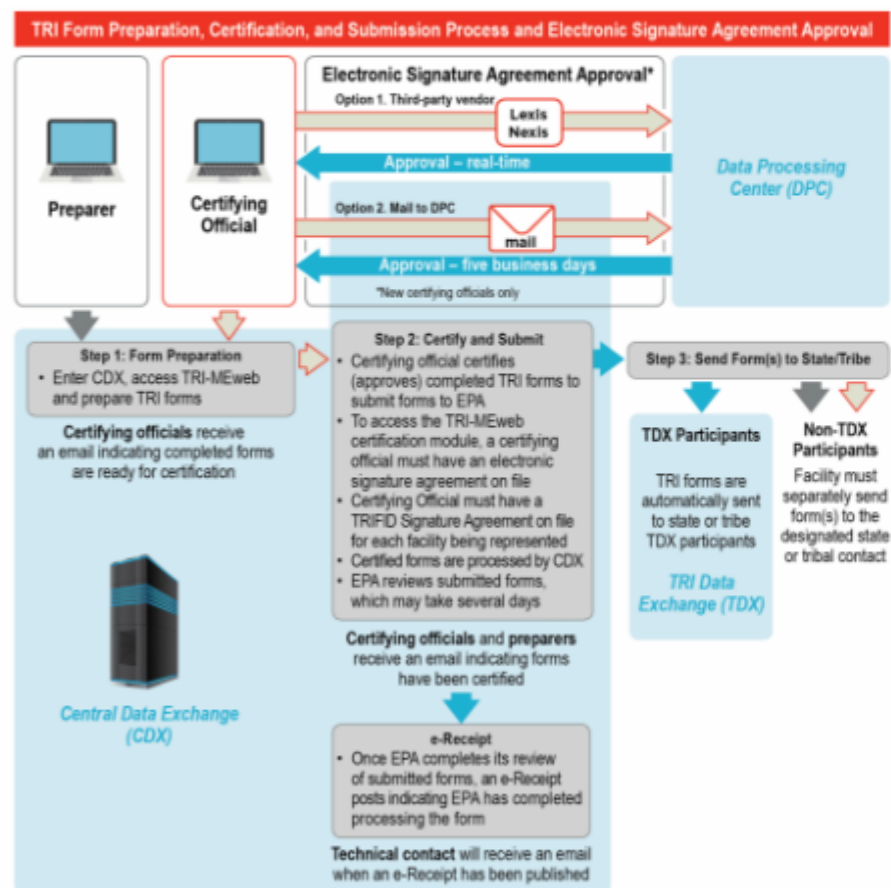 TRI Form Preparation, Certification, and Submission Process and Electronic Signature Agreement Approval
Preparer
Certifying
Official
Electronic Signature Agreement Approval*
Option 1. Third-party vendor
Lexis
Nexis
Approval – real-time
Option 2. Mail to DPC
mail
Approval – five business days
*New certifying officials only
Data Processing
Center (DPC)
Step 1: Form Preparation
• Enter CDX, access TRI-MEweb
and prepare TRI forms
Certifying officials receive
an email indicating completed forms
are ready for certification
Central Data Exchange
(CDX)
Step 2: Certify and Submit
• Certifying official certifies
(approves) completed TRI forms to
submit forms to EPA
• To access the TRI-MEweb
certification module, a certifying
official must have an electronic
signature agreement on file
• Certifying Official must have a
TRIFID Signature Agreement on file
for each facility being represented
• Certified forms are processed by CDX
• EPA reviews submitted forms,
which may take several days
Certifying officials and preparers
receive an email indicating forms
have been certified
e-Receipt
• Once EPA completes its review
of submitted forms, an e-Receipt
posts indicating EPA has completed
processing the form
Technical contact will receive an email
when an e-Receipt has been published
Step 3: Send Form(s) to State/Tribe
TDX Participants
TRI forms are
automatically sent
to state or tribe
TDX participants
TRI Data
Exchange (TDX)
Non-TDX
Participants
Facility must
separately send
form(s) to the
designated state
or tribal contact